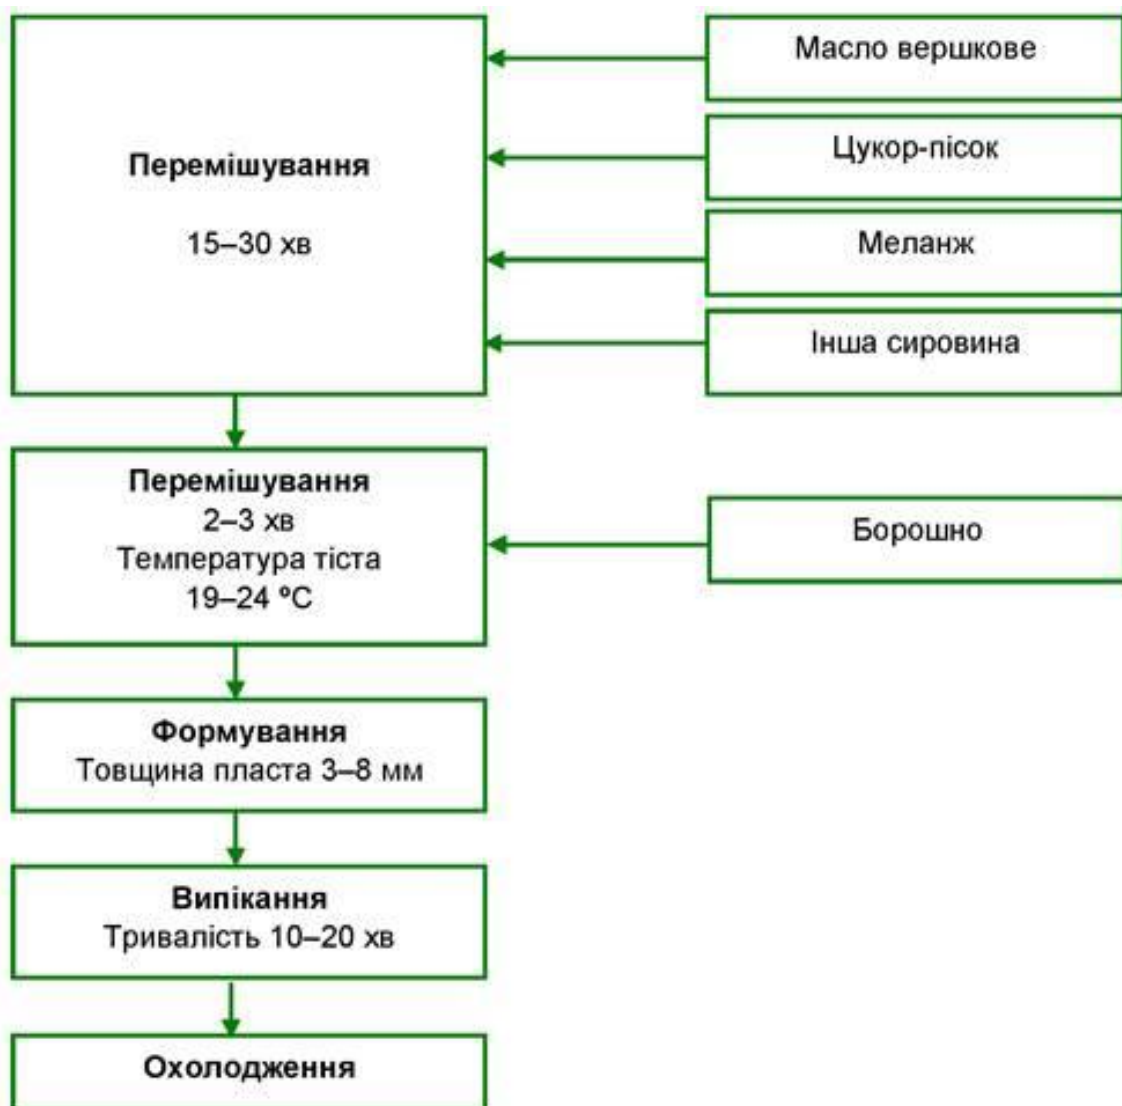 Перемішування
15–30 хв
Масло вершкове
Цукор-пісок
Меланж
Інша сировина
Перемішування
2–3 хв
Температура тіста
19–24 ºС
Борошно
Формування
Товщина пласта 3–8 мм
Випікання
Тривалість 10–20 хв
Охолодження